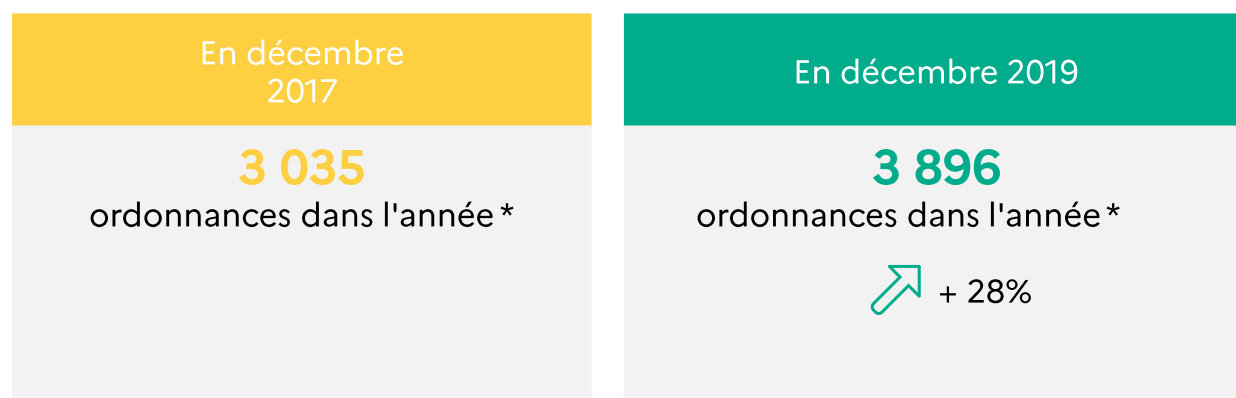 En décembre
2017
3 035
ordonnances dans l'année*
En décembre 2019
3 896
ordonnances dans l'année*
+ 28%